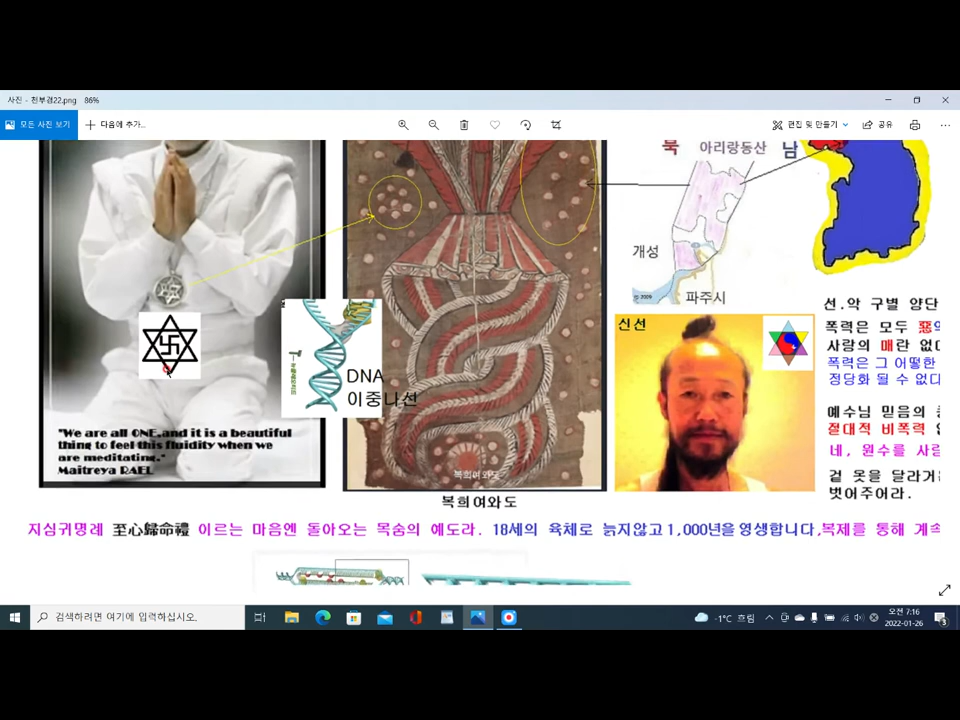 사진 - 천부경22.png 86%
모든 사진 보기
다음에 추가...
편집 및 만들기
공유
북 아리랑동산 남
개성
파주시
© 2009
선.악 구별 양단
폭력은 모두 惡의
사랑의 매란 없다
폭력은 그 어떠한
정당화 될 수 없다
예수님 믿음의
절대적 비폭력
네, 원수를 사랑
겉 옷을 달라거든
벗어주어라.
신선
DNA
이중나선
"We are all ONE,and it is a beautiful
thing to feel this fluidity when we
are meditating."
Maitreya RAEL
복희여와도
복희여와도
지심귀명례 至心歸命禮 이르는 마음엔 돌아오는 목숨의 예도라. 18세의 육체로 늙지않고 1,000년을 영생합니다,복제를 통해 계속
검색하려면 여기에 입력하십시오.
-1°C 흐림
오전 7:16
2022-01-26
3